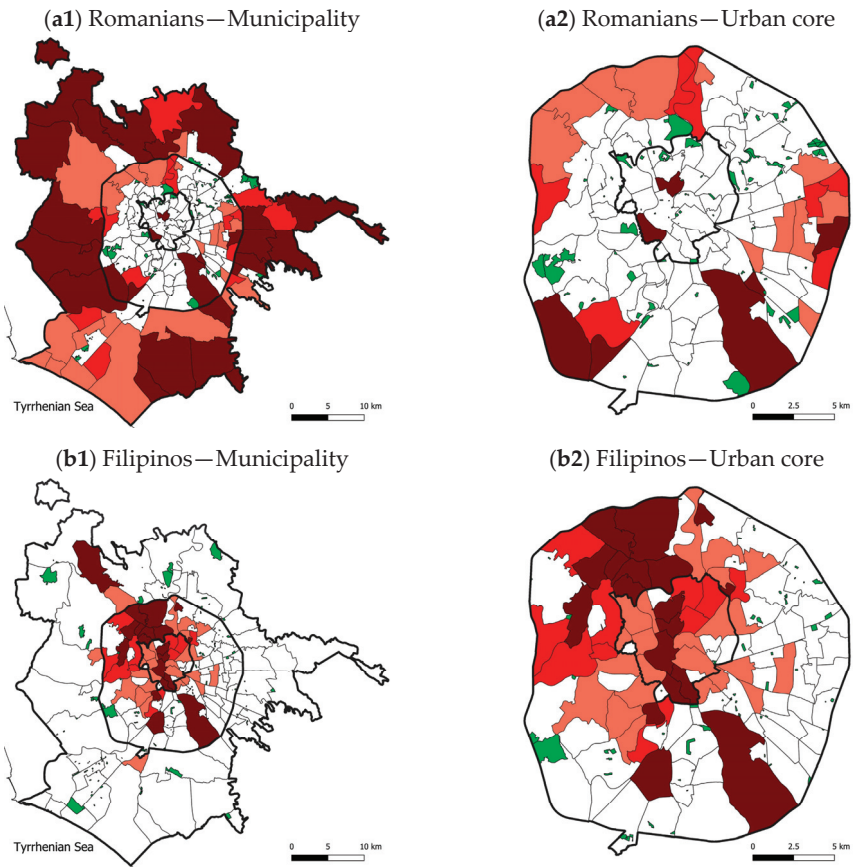 (a1) Romanians—Municipality
(a2) Romanians—Urban core
Tyrrhenian Sea
0 5 10 km
0 2.5 5 km
(b1) Filipinos—Municipality
(b2) Filipinos—Urban core
Tyrrhenian Sea
0 5 10 km
0 2.5 5 km